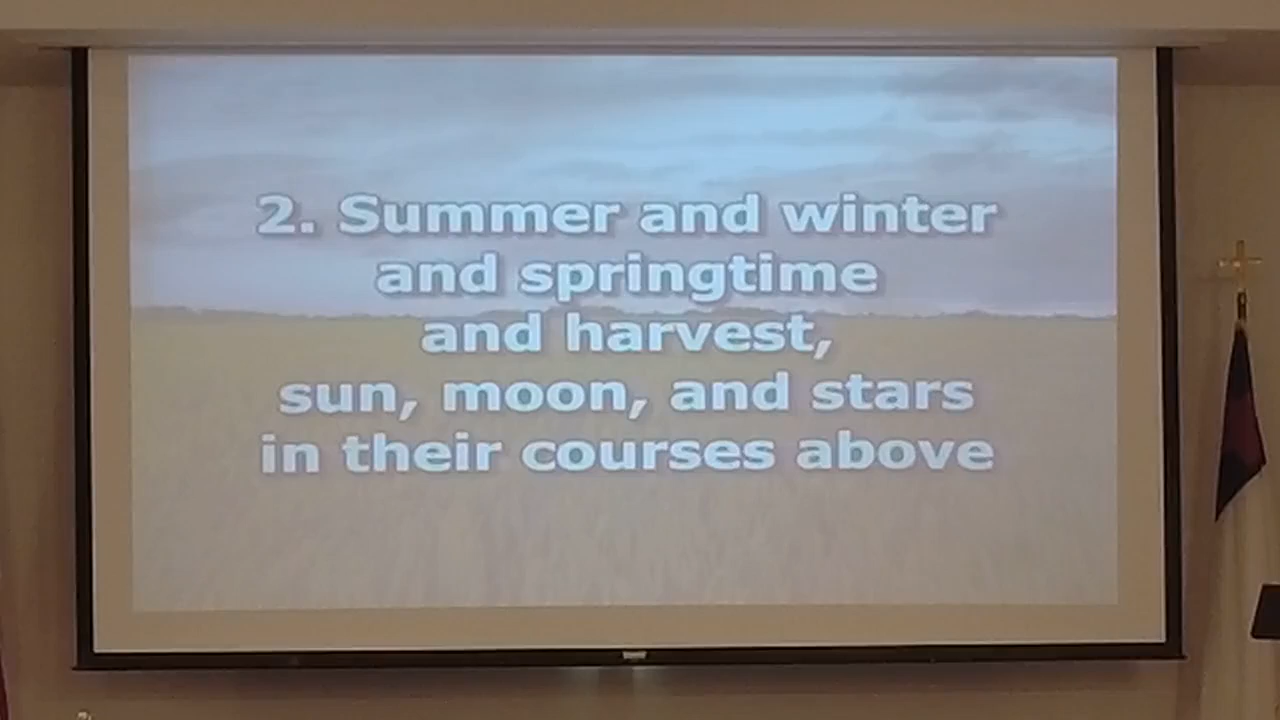 2. Summer and winter
and springtime
and harvest,
sun, moon, and stars
in their courses above